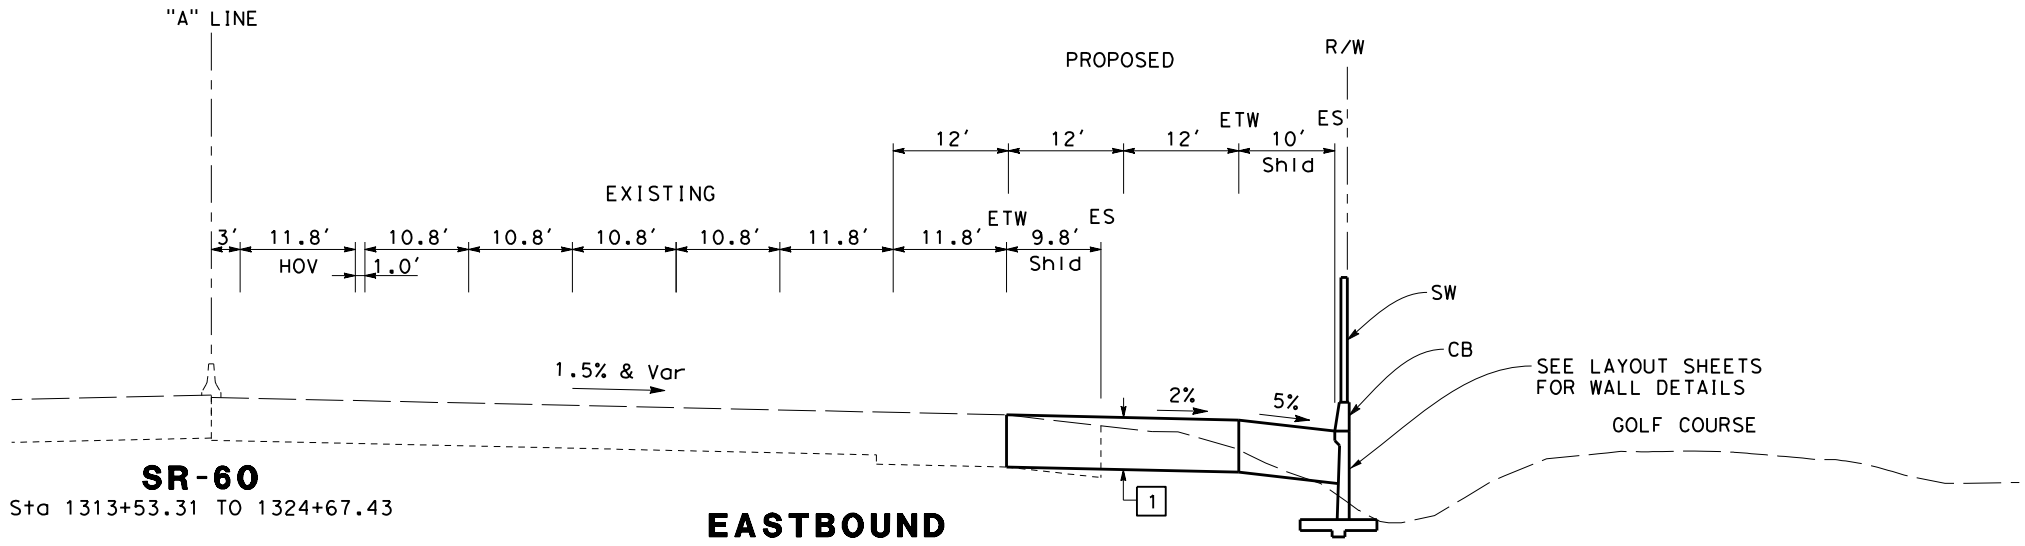 "A" LINE
R/W
PROPOSED
ETW
ES
12' 12' 12' 10'
Shld
EXISTING
ETW
ES
3' 11.8' 10.8' 10.8' 10.8' 10.8' 11.8' 11.8' 9.8'
HOV
1.0'
Shld
SW
CB
1.5% & Var
2%
5%
SEE LAYOUT SHEETS
FOR WALL DETAILS
GOLF COURSE
SR-60
1
Sta 1313+53.31 TO 1324+67.43
EASTBOUND